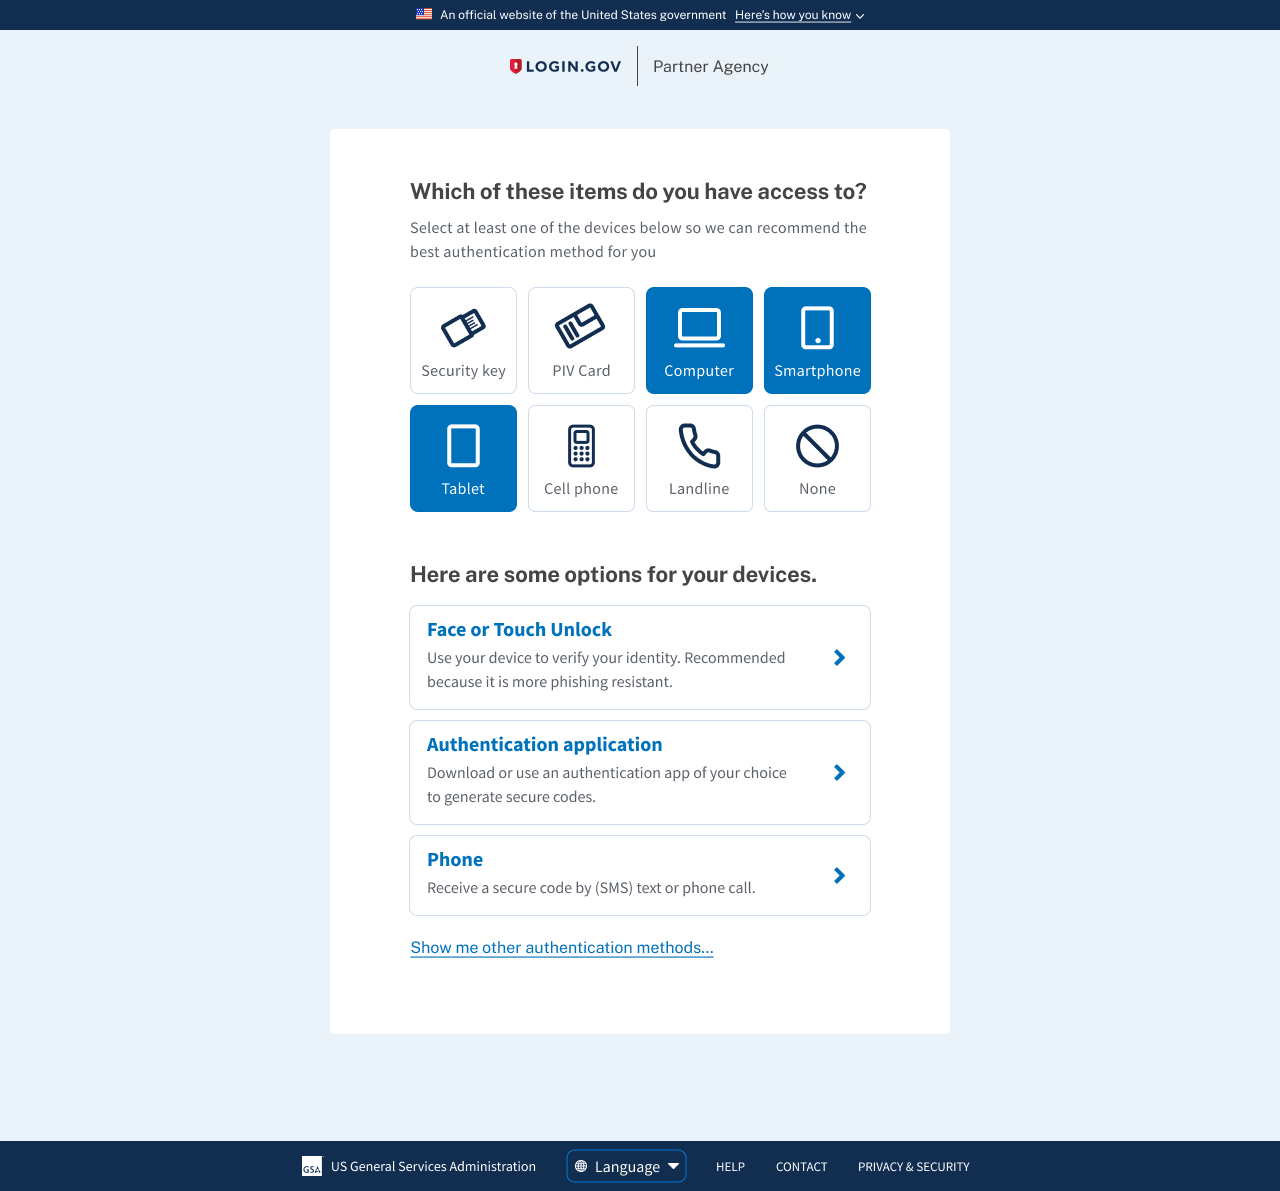 An official website of the United States government Here's how you know
LOGIN.GOV Partner Agency
Which of these items do you have access to?
Select at least one of the devices below so we can recommend the
best authentication method for you
Security key PIV Card Computer Smartphone
Tablet Cell phone Landline None
Here are some options for your devices.
Face or Touch Unlock
Use your device to verify your identity. Recommended
because it is more phishing resistant.
Authentication application
Download or use an authentication app of your choice
to generate secure codes.
Phone
Receive a secure code by (SMS) text or phone call.
Show me other authentication methods...
GSA US General Services Administration Language HELP CONTACT PRIVACY & SECURITY